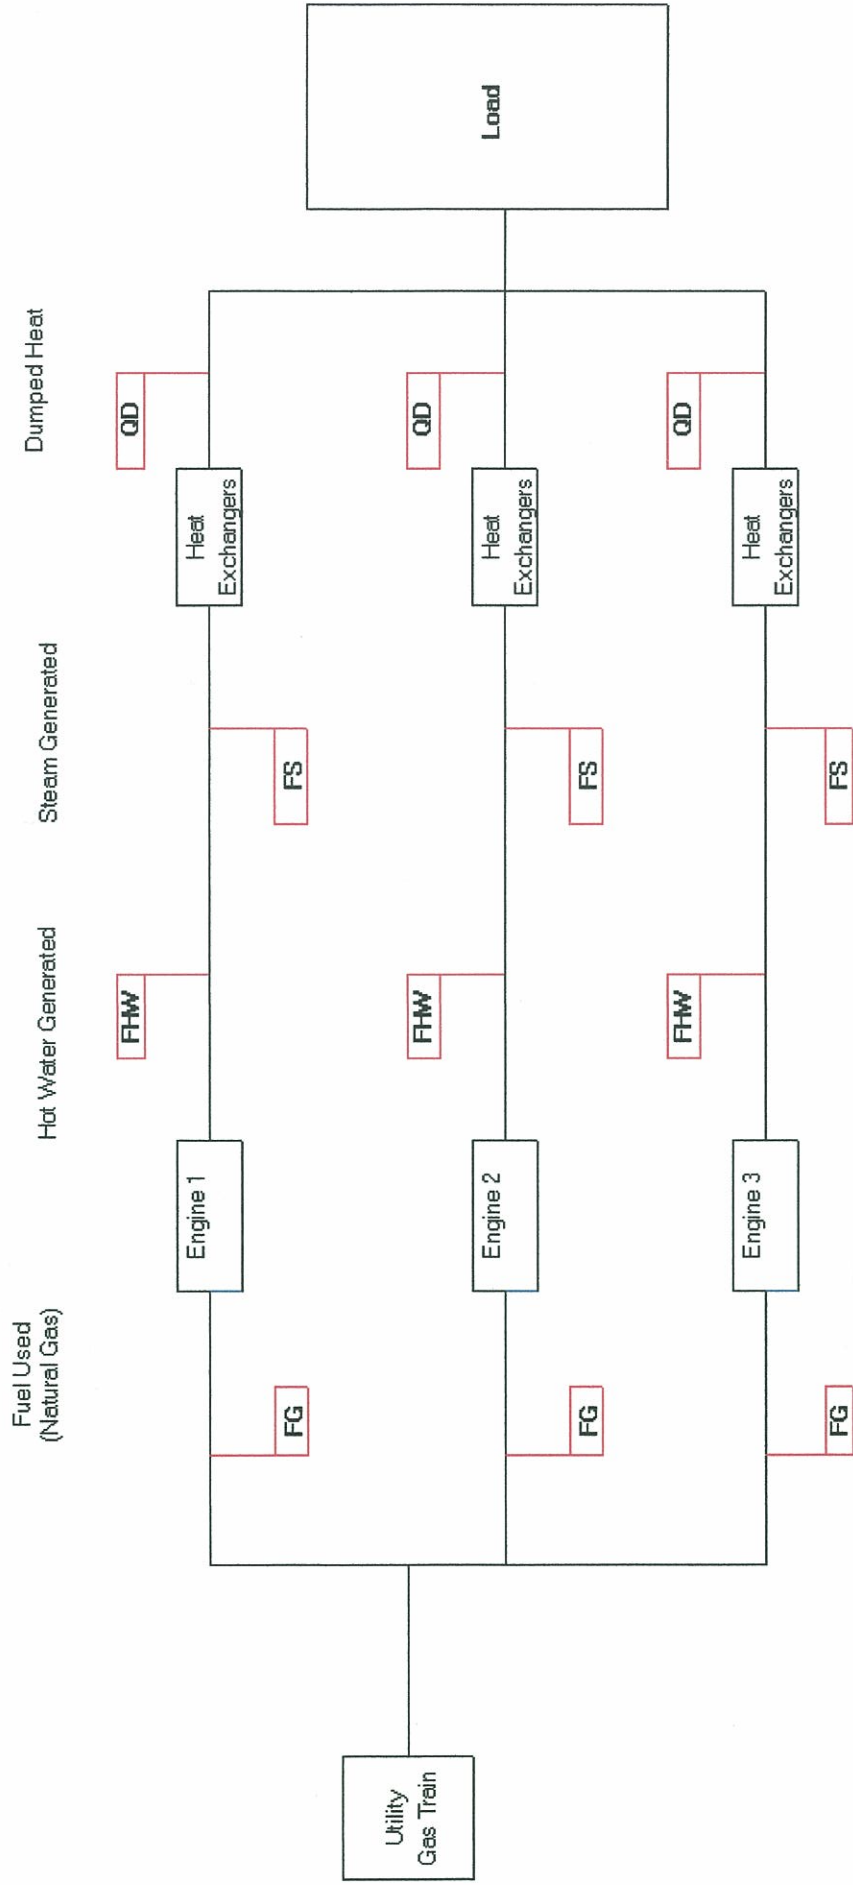 Fuel Used
(Natural Gas)
Hot Water Generated
Steam Generated
Dumped Heat
FHW
QD
Engine 1
Heat
Exchangers
FG
FS
Utility
Gas Train
FHW
QD
Engine 2
Heat
Exchangers
Load
FG
FS
FHW
QD
Engine 3
Heat
Exchangers
FG
FS